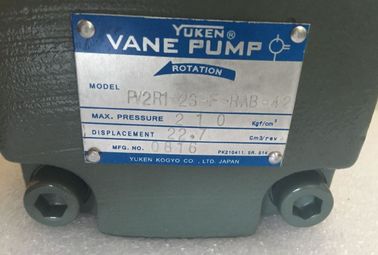 YUKEN®
VANE PUMP
ROTATION
MODEL PV2R1-23-F-RAB-42
MAX. PRESSURE 210 Kgf/cm²
DISPLACEMENT 22.7 Cm3/rev.
MFG. NO. 0816
YUKEN KOGYO CO., LTD. JAPAN